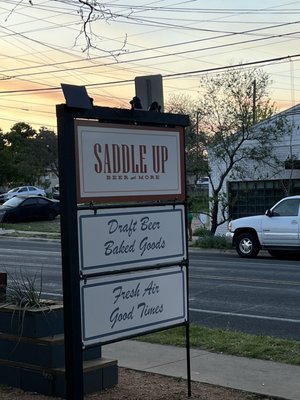 SADDLE UP
BEER and MORE
Draft Beer
Baked Goods
Fresh Air
Good Times